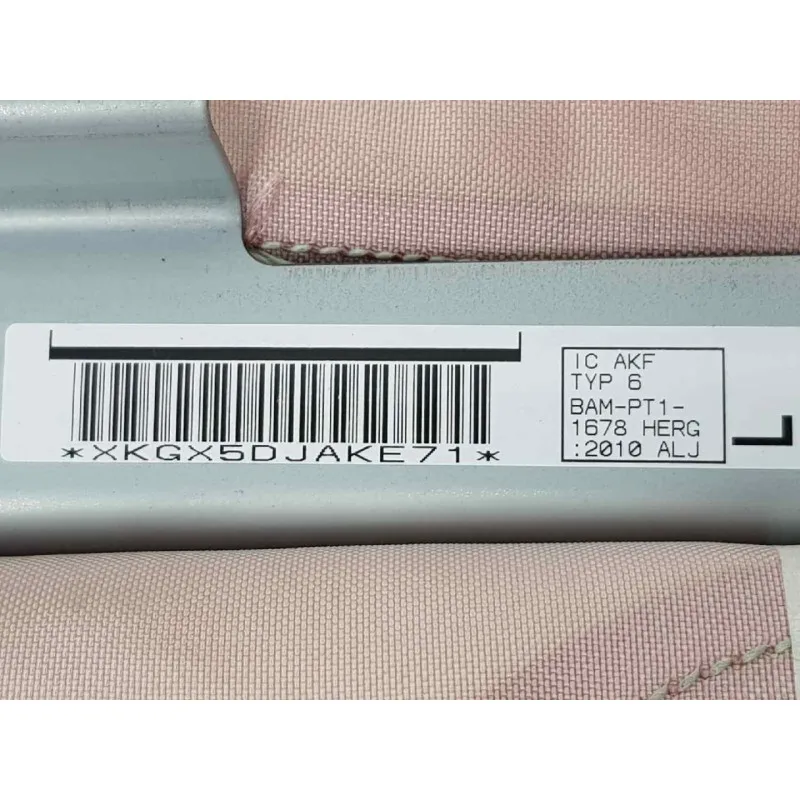 *XKGX5DJAKE71*
IC AKF
TYP 6
BAM-PT1-
1678 HERG
:2010 ALJ
L